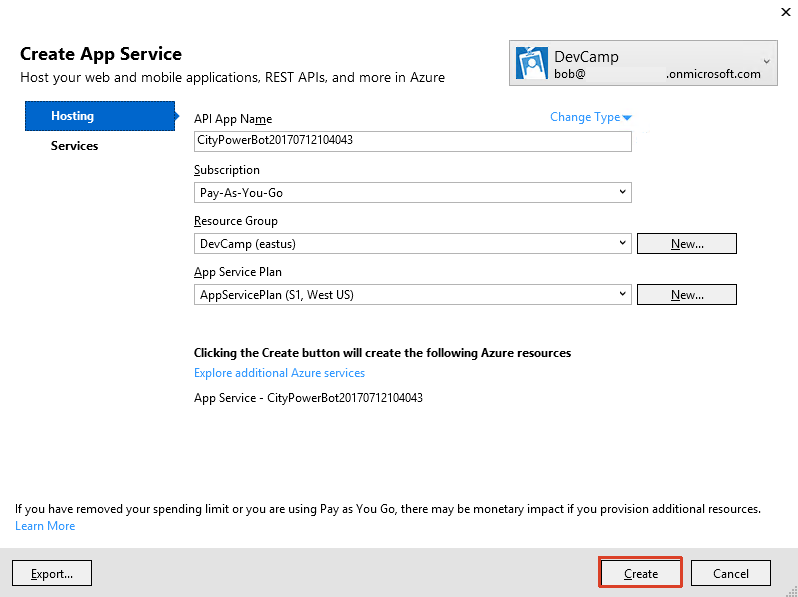 Create App Service
Host your web and mobile applications, REST APIs, and more in Azure
DevCamp
bob@ .onmicrosoft.com
Hosting
Services
API App Name
Change Type
CityPowerBot20170712104043
Subscription
Pay-As-You-Go
Resource Group
DevCamp (eastus)
New...
App Service Plan
AppServicePlan (S1, West US)
New...
Clicking the Create button will create the following Azure resources
Explore additional Azure services
App Service - CityPowerBot20170712104043
If you have removed your spending limit or you are using Pay as You Go, there may be monetary impact if you provision additional resources.
Learn More
Export...
Create
Cancel